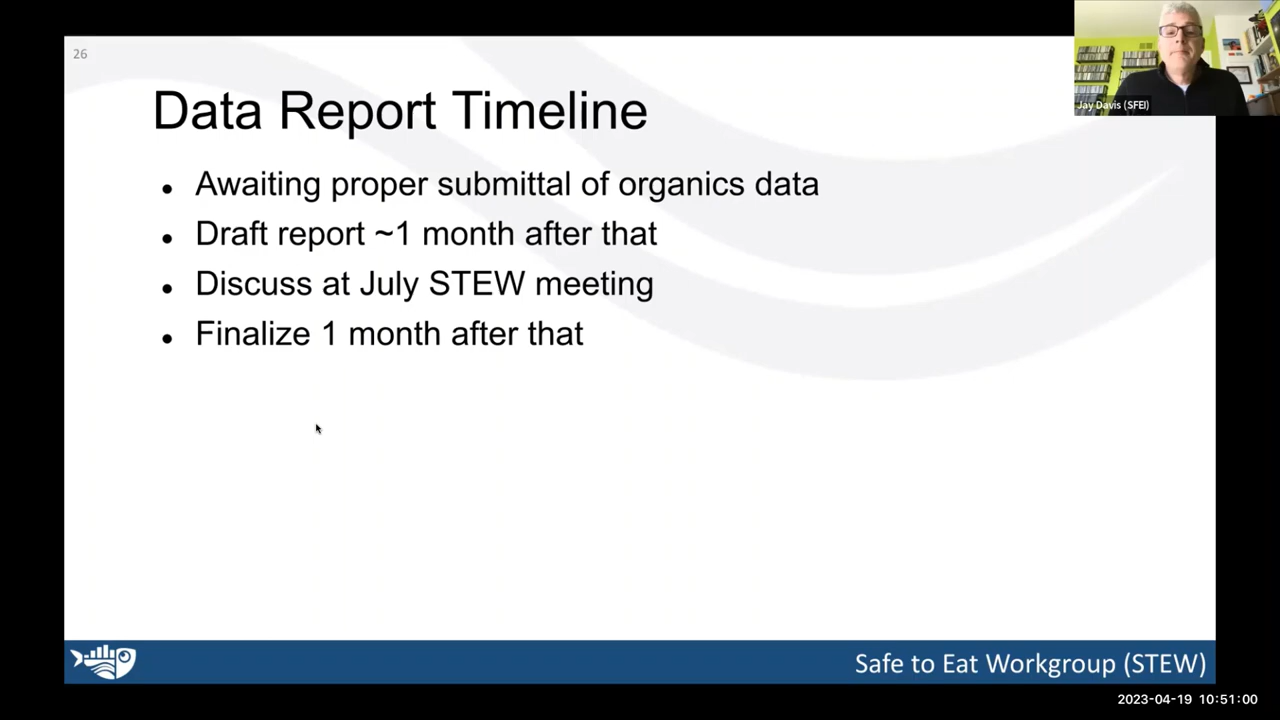 26
Jay Davis (SFEI)
Data Report Timeline
● Awaiting proper submittal of organics data
● Draft report ~1 month after that
● Discuss at July STEW meeting
● Finalize 1 month after that
Safe to Eat Workgroup (STEW)
2023-04-19 10:51:00